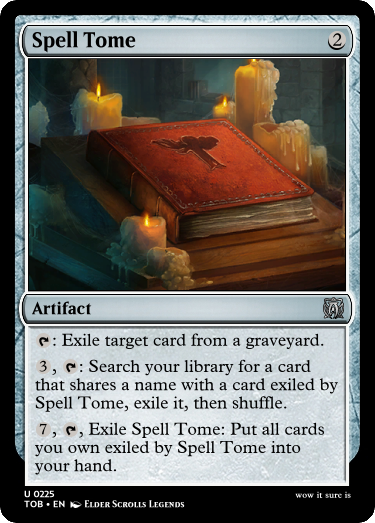 Spell Tome 2
Artifact
: Exile target card from a graveyard.
3, : Search your library for a card
that shares a name with a card exiled by
Spell Tome, exile it, then shuffle.
7, , Exile Spell Tome: Put all cards
you own exiled by Spell Tome into
your hand.
U 0225
TOB • EN Elder Scrolls Legends
wow it sure is